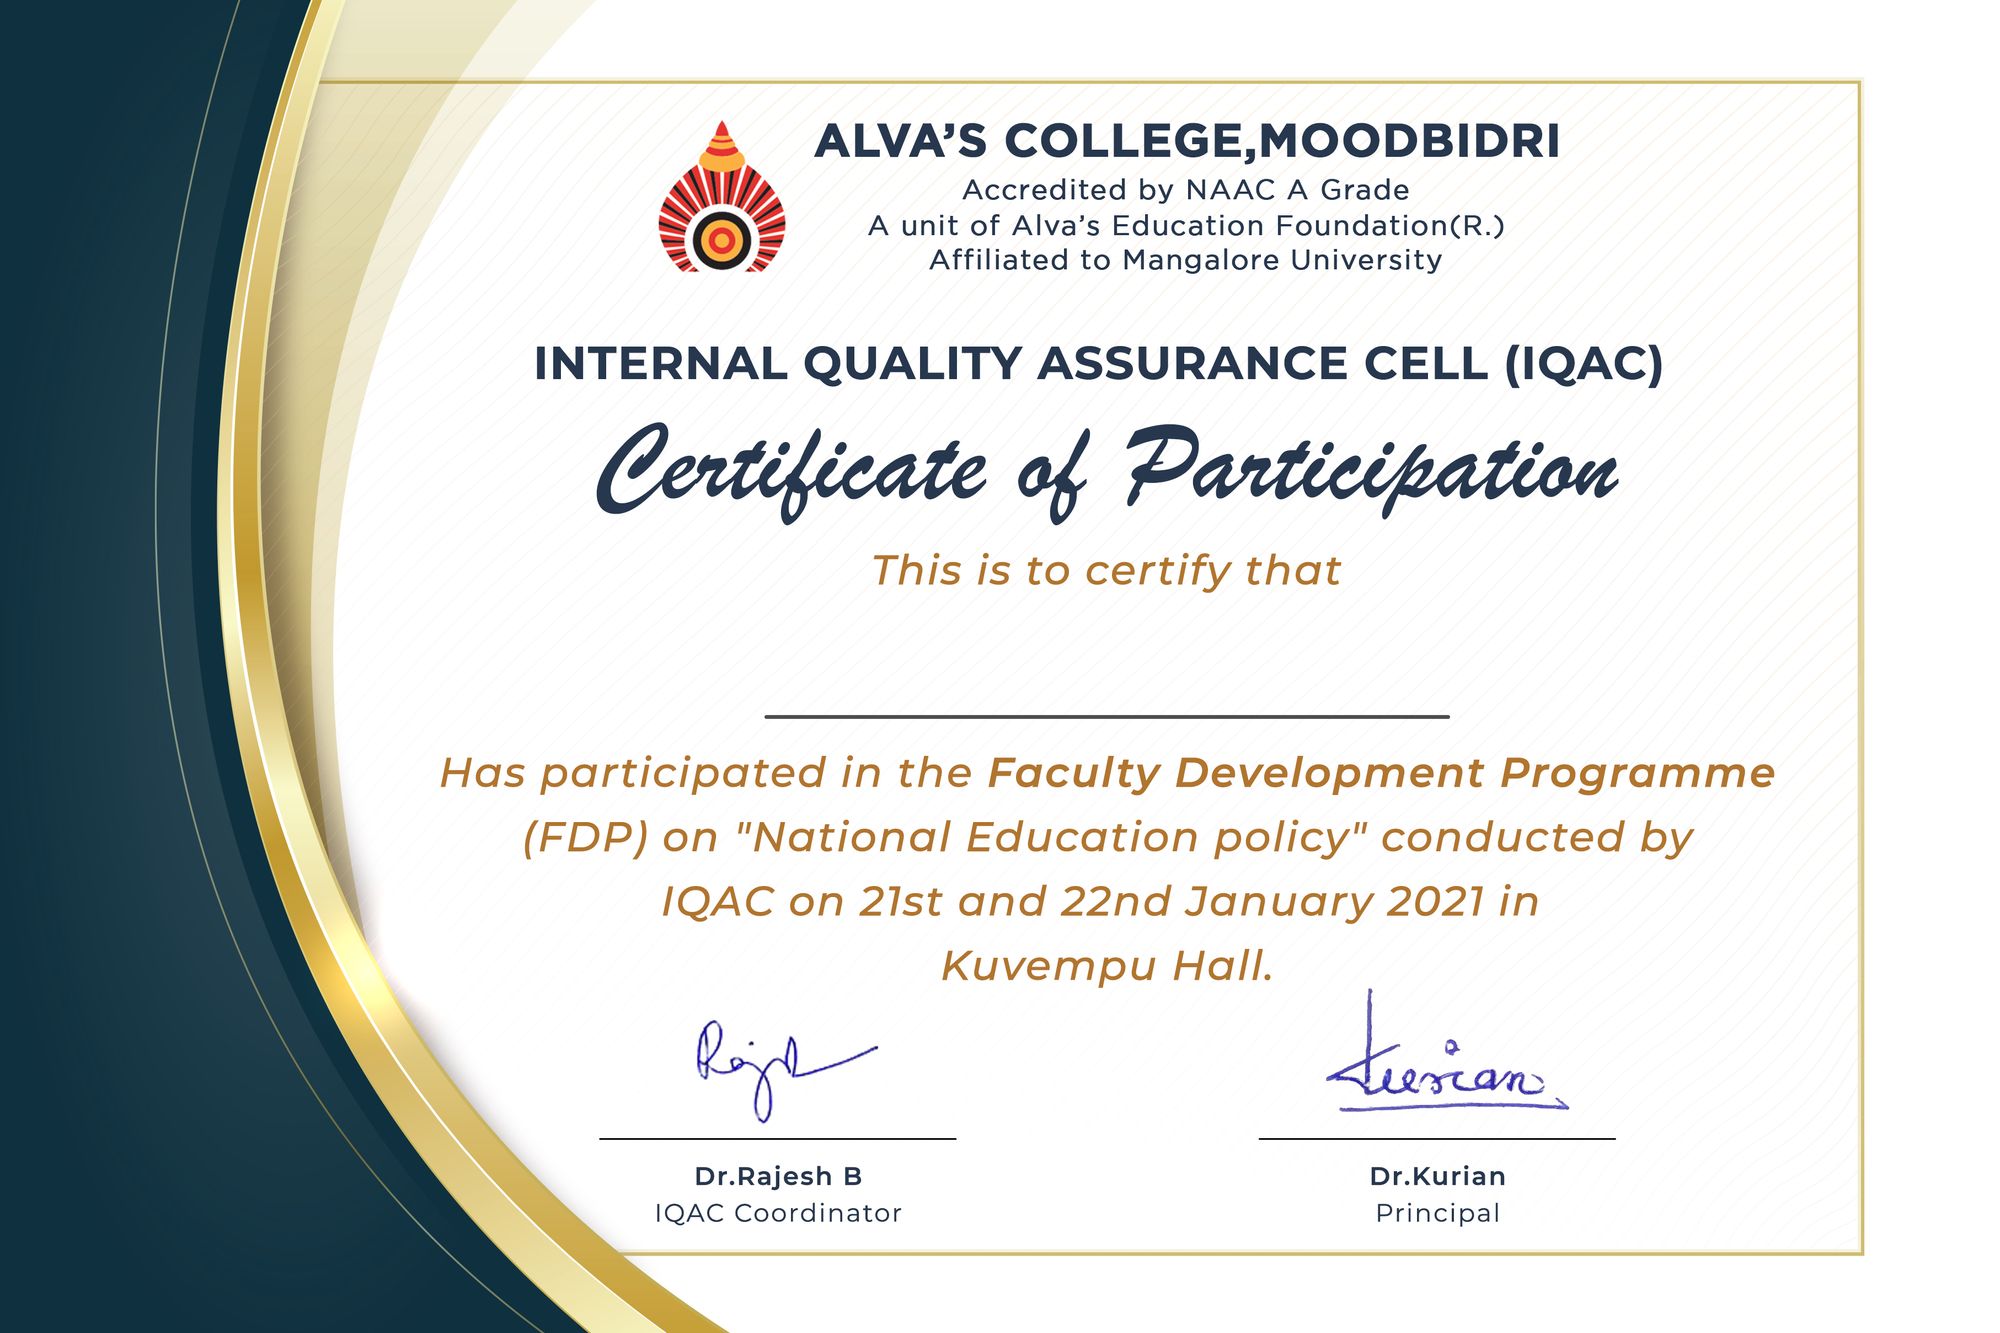 ALVA'S COLLEGE,MOODBIDRI
Accredited by NAAC A Grade
A unit of Alva's Education Foundation(R.)
Affiliated to Mangalore University
INTERNAL QUALITY ASSURANCE CELL (IQAC)
Certificate of Participation
This is to certify that
Has participated in the Faculty Development Programme
(FDP) on "National Education policy" conducted by
IQAC on 21st and 22nd January 2021 in
Kuvempu Hall.
Kurian
Dr.Rajesh B
IQAC Coordinator
Dr.Kurian
Principal